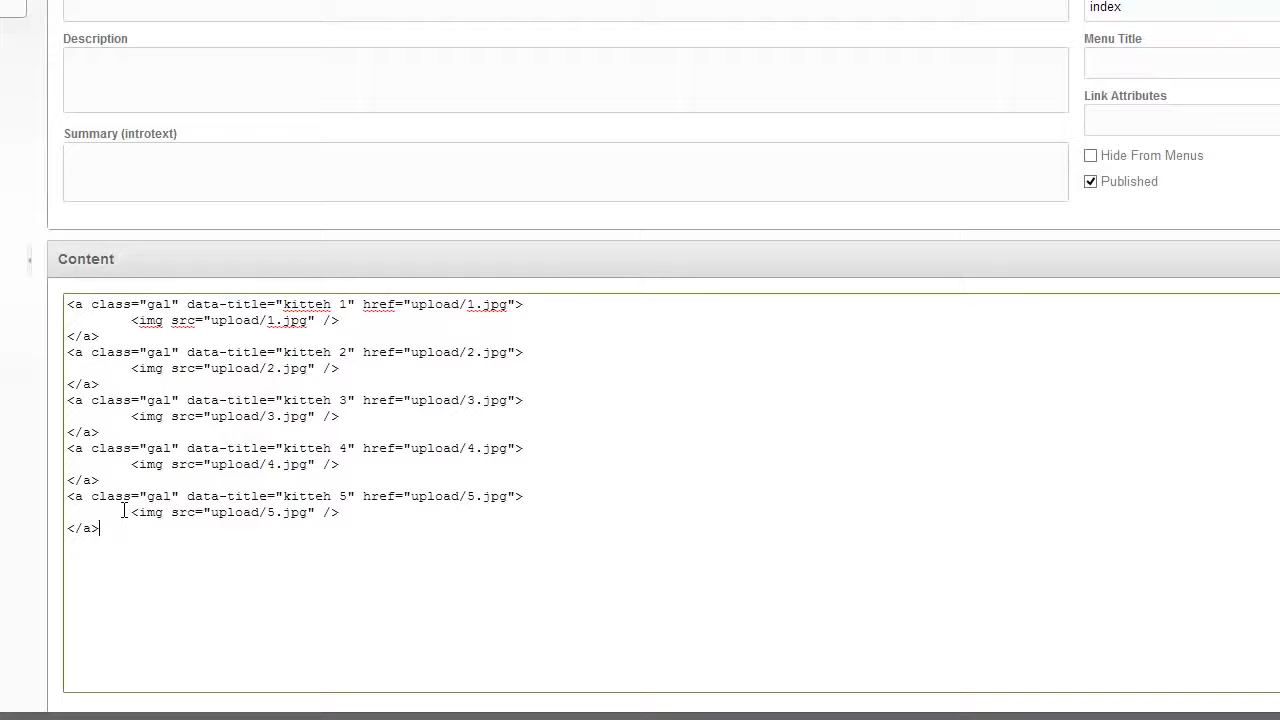 index
Description
Menu Title
Link Attributes
Summary (introtext)
Hide From Menus
Published
Content
<a class="gal" data-title="kitteh 1" href="upload/1.jpg">
<img src="upload/1.jpg" />
</a>
<a class="gal" data-title="kitteh 2" href="upload/2.jpg">
<img src="upload/2.jpg" />
</a>
<a class="gal" data-title="kitteh 3" href="upload/3.jpg">
<img src="upload/3.jpg" />
</a>
<a class="gal" data-title="kitteh 4" href="upload/4.jpg">
<img src="upload/4.jpg" />
</a>
<a class="gal" data-title="kitteh 5" href="upload/5.jpg">
<img src="upload/5.jpg" />
</a>